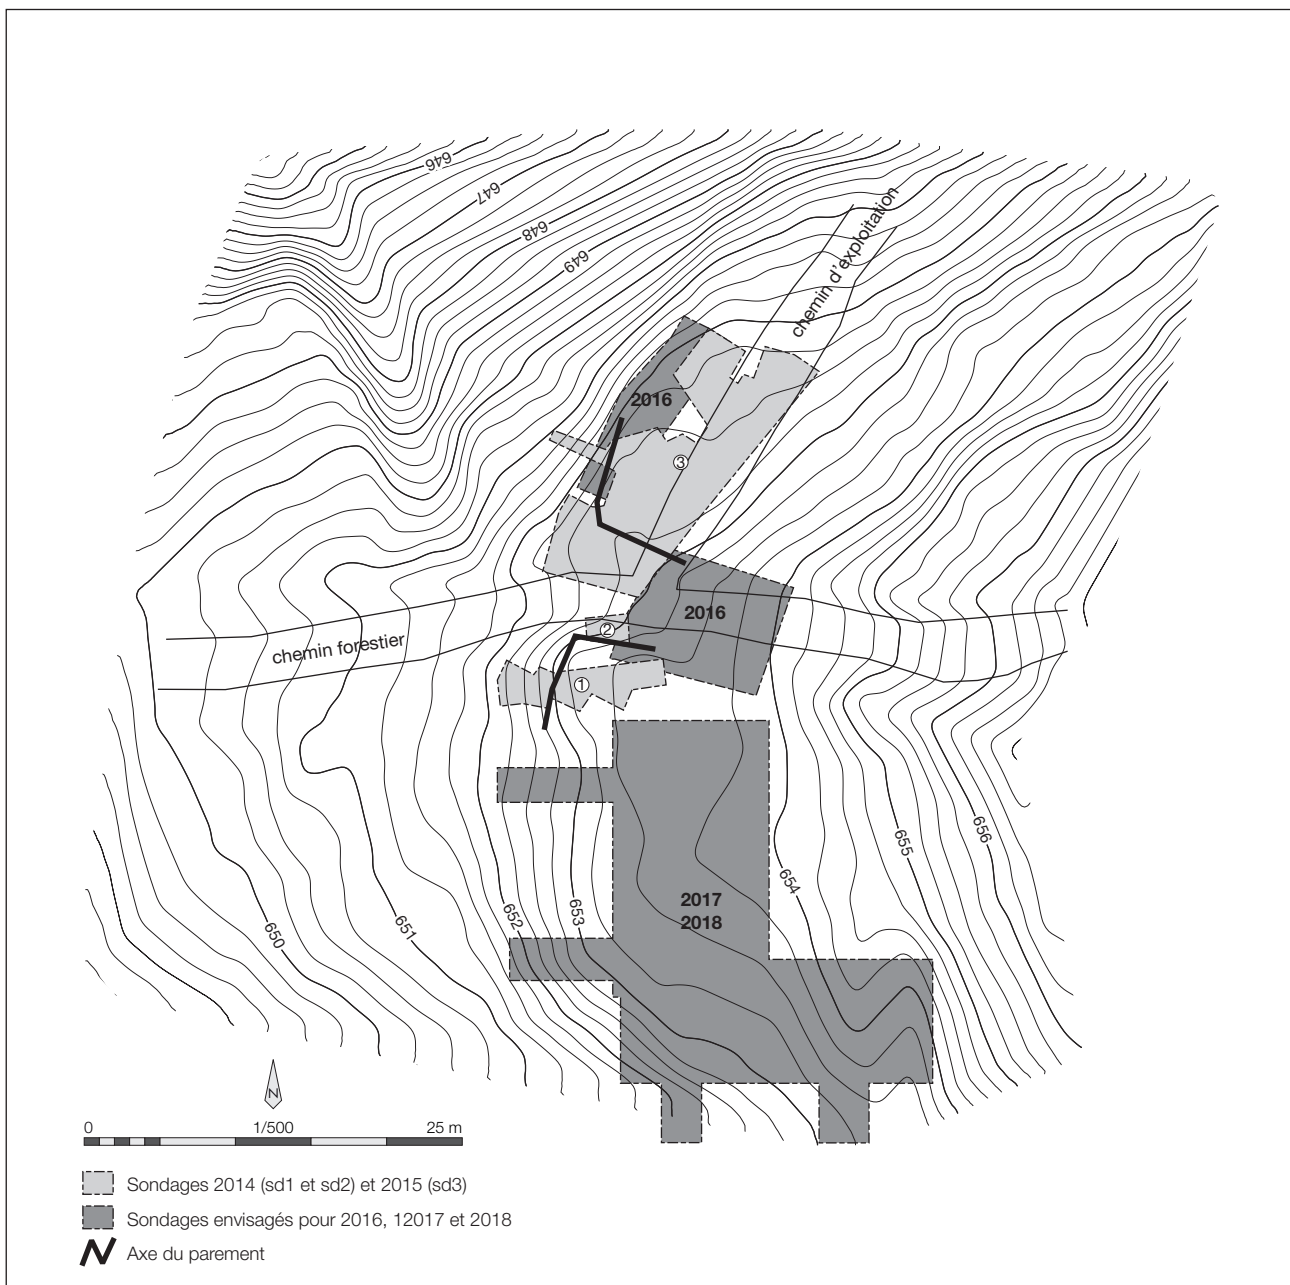 646
647
648
649
chemin d'exploitation
2016
3
2016
2
chemin forestier
1
656
655
654
2017
2018
653
652
651
650
N
0 1/500 25 m
Sondages 2014 (sd1 et sd2) et 2015 (sd3)
Sondages envisagés pour 2016, 12017 et 2018
Axe du parement